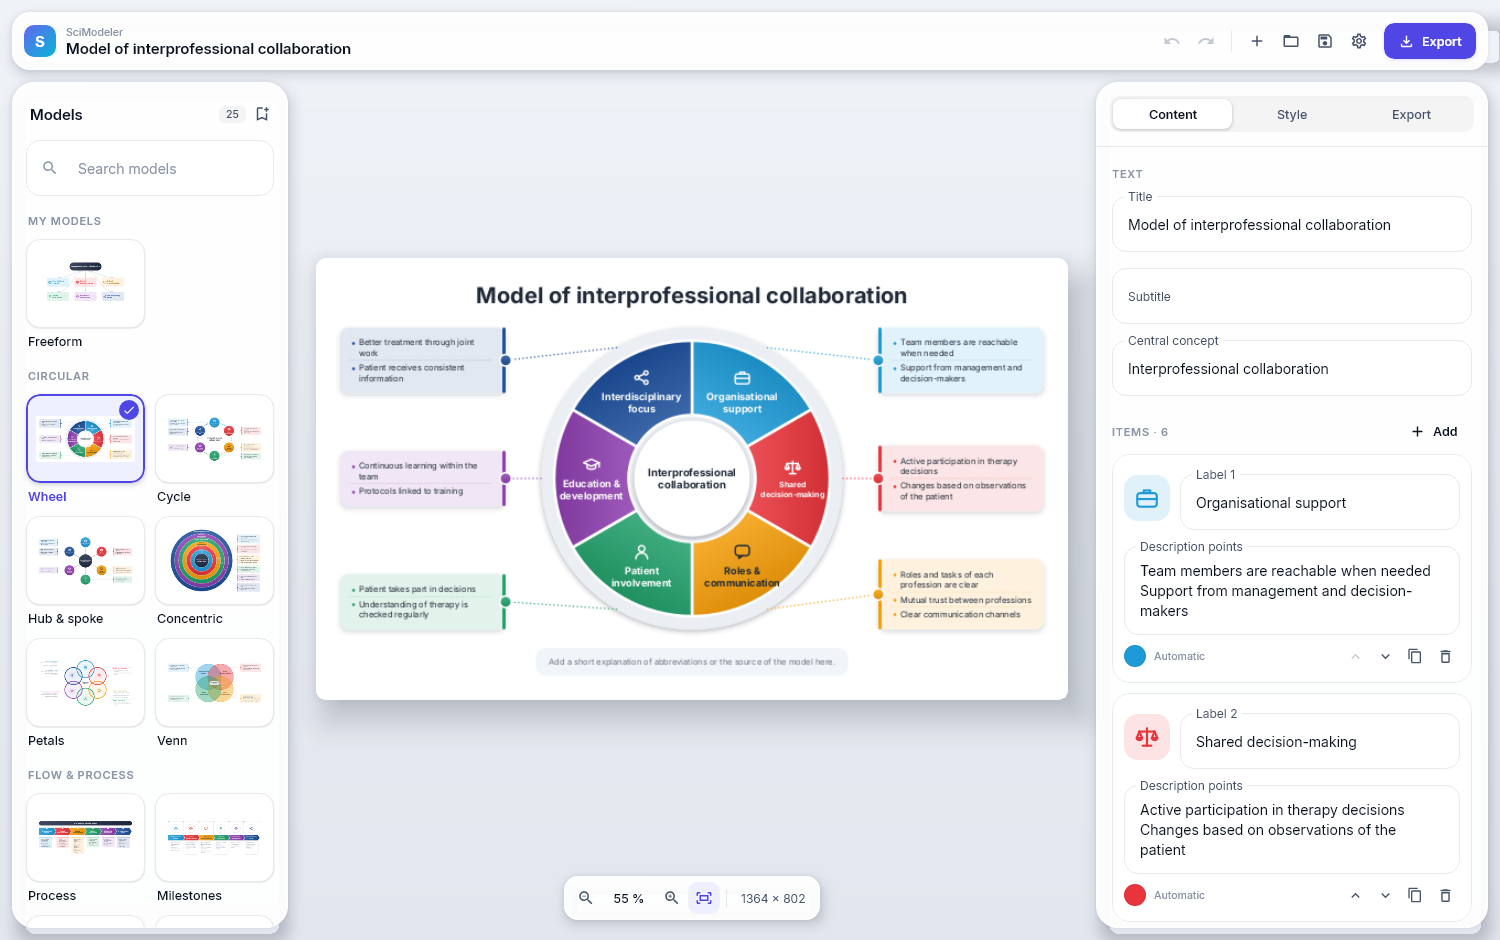 S
SciModeler
Model of interprofessional collaboration
Export
Models
25
Search models
MY MODELS
Freeform
CIRCULAR
Wheel
Cycle
Hub & spoke
Concentric
Petals
Venn
FLOW & PROCESS
Process
Milestones
Model of interprofessional collaboration
Better treatment through joint
work
Patient receives consistent
information
Continuous learning within the
team
Protocols linked to training
Patient takes part in decisions
Understanding of therapy is
checked regularly
Interdisciplinary
focus
Organisational
support
Education &
development
Interprofessional
collaboration
Shared
decision-making
Patient
involvement
Roles &
communication
Team members are reachable
when needed
Support from management and
decision-makers
Active participation in therapy
decisions
Changes based on observations
of the patient
Roles and tasks of each
profession are clear
Mutual trust between professions
Clear communication channels
Add a short explanation of abbreviations or the source of the model here.
55 %
1364 × 802
Content
Style
Export
TEXT
Title
Model of interprofessional collaboration
Subtitle
Central concept
Interprofessional collaboration
ITEMS · 6
Add
Label 1
Organisational support
Description points
Team members are reachable when needed
Support from management and decision-
makers
Automatic
Label 2
Shared decision-making
Description points
Active participation in therapy decisions
Changes based on observations of the
patient
Automatic